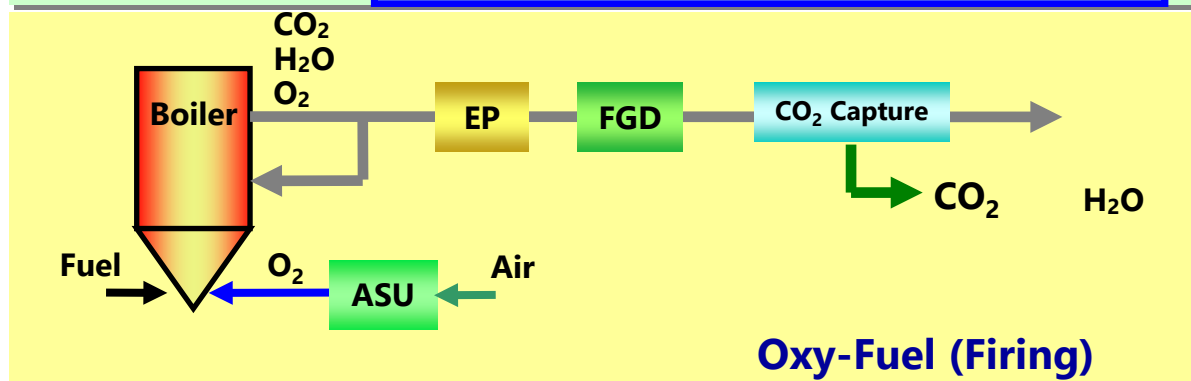 CO₂
H₂O
O₂
Boiler
EP
FGD
CO₂ Capture
CO₂
H₂O
Fuel
O₂
ASU
Air
Oxy-Fuel (Firing)